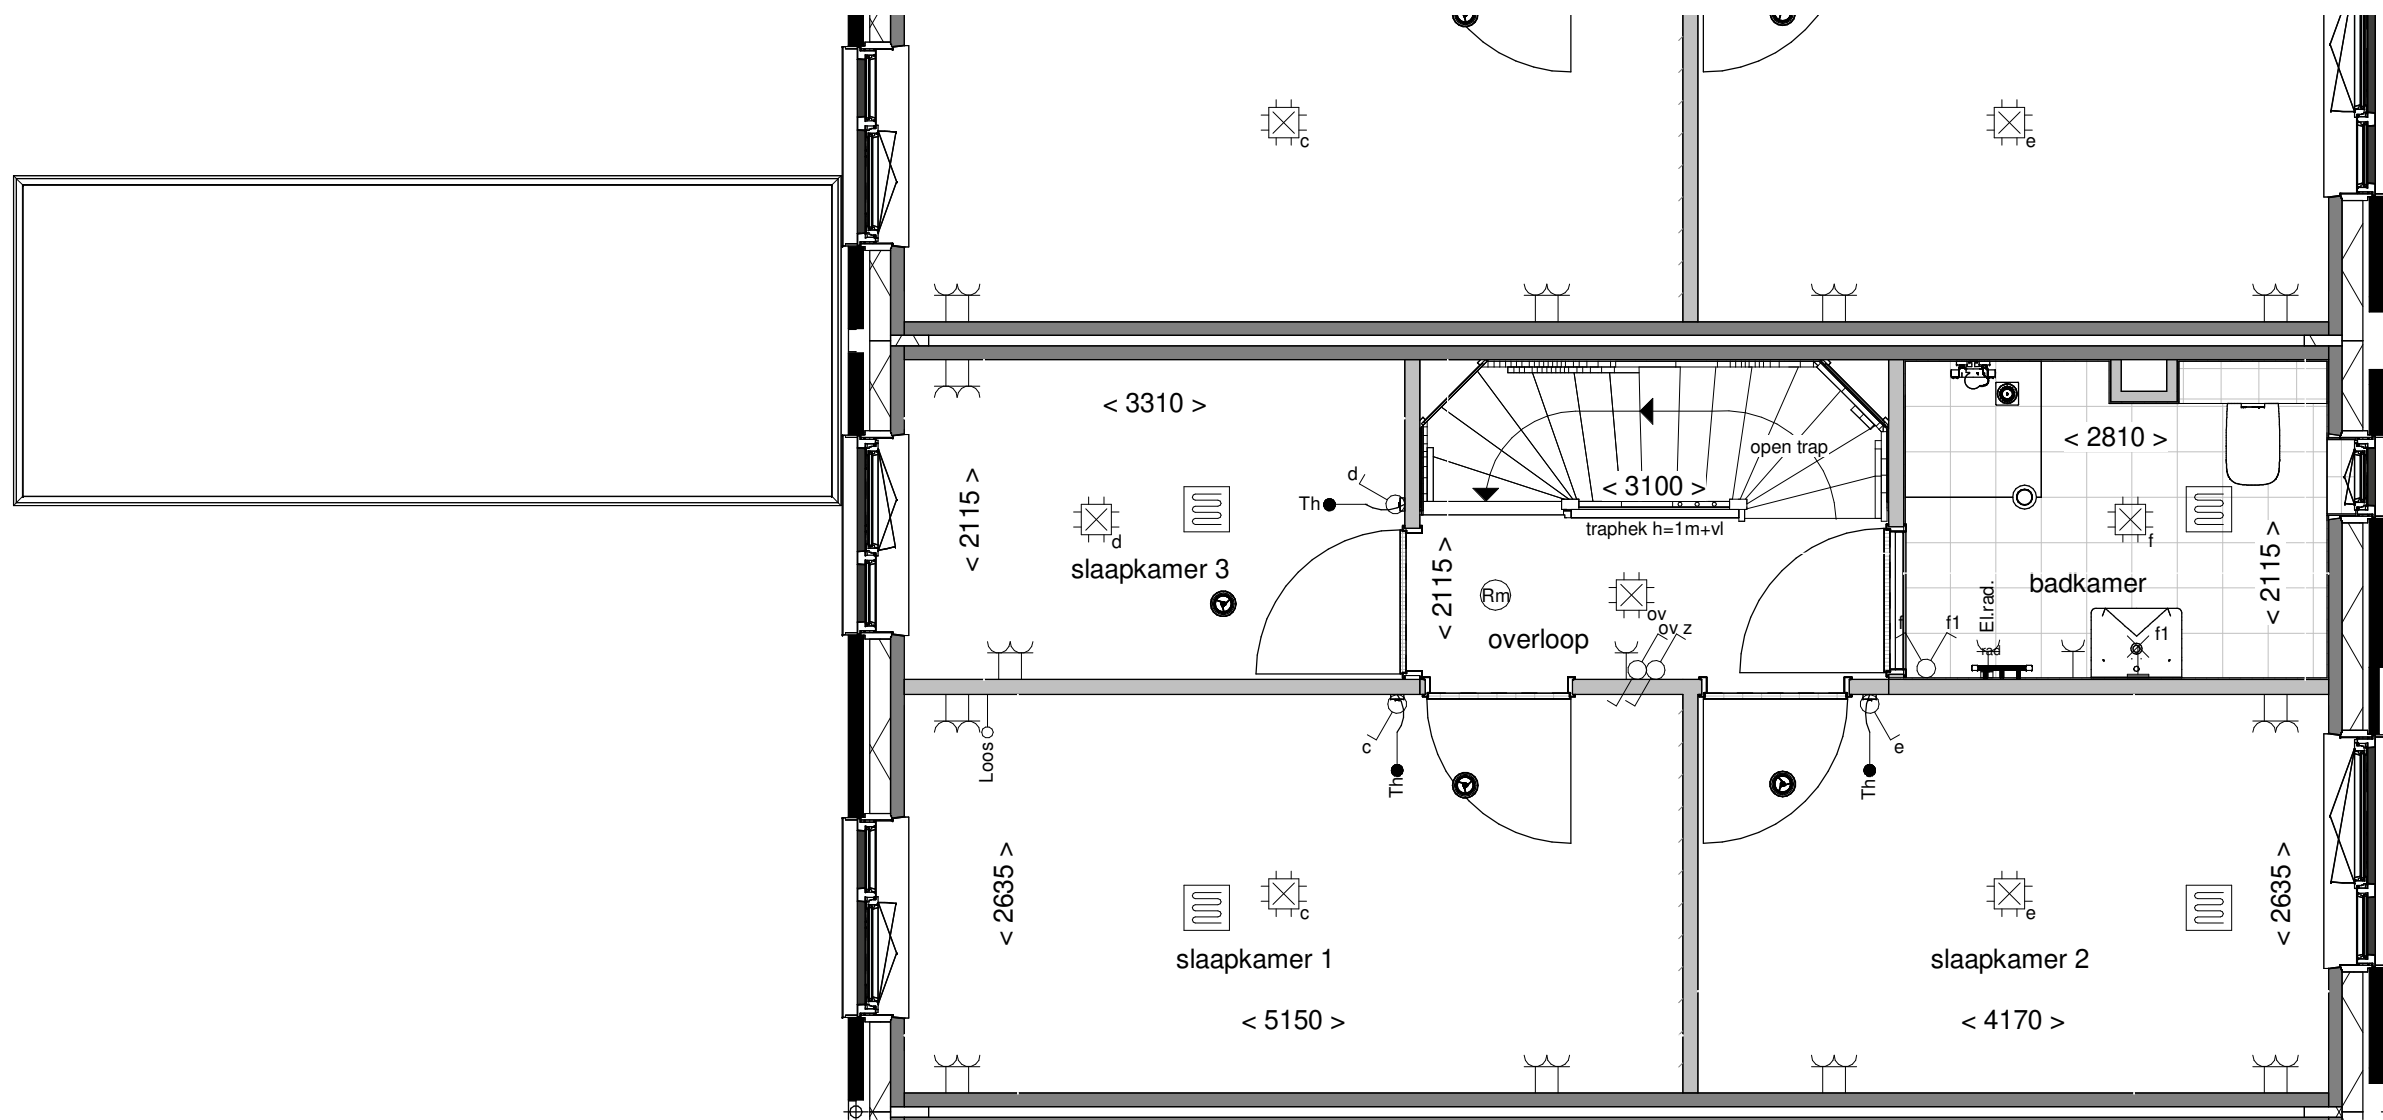 c
e
< 3310 >
< 2810 >
open trap
d
Th
< 3100 >
< 2115 >
d
traphek h=1m+vl
f
slaapkamer 3
< 2115 >
Rm
badkamer
< 2115 >
El.rad.
ov
overloop
ov z
f
f1
f1
rad
Loos
c
Th
e
Th
< 2635 >
c
e
< 2635 >
slaapkamer 1
slaapkamer 2
< 5150 >
< 4170 >